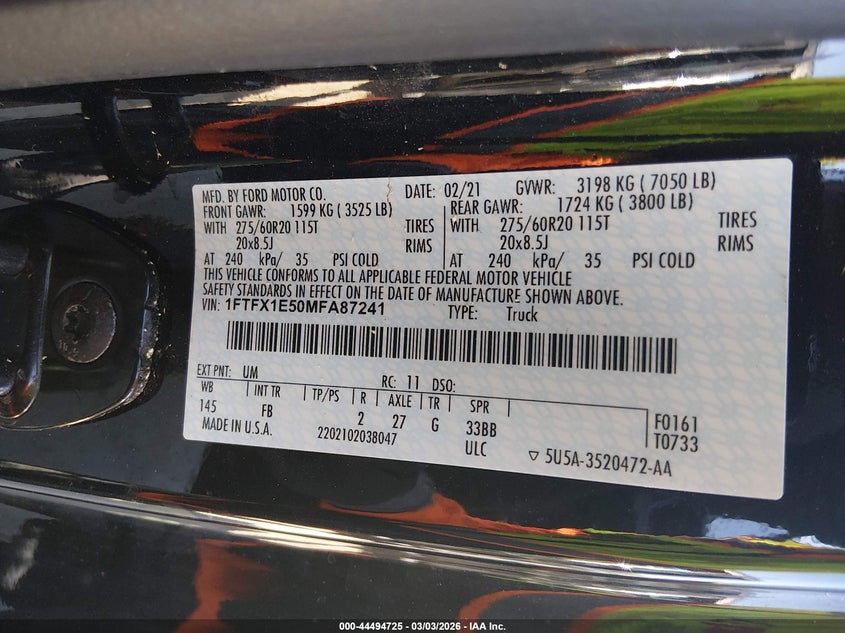 MFD. BY FORD MOTOR CO. DATE: 02/21 GVWR: 3198 KG ( 7050 LB)
FRONT GAWR: 1599 KG ( 3525 LB) REAR GAWR: 1724 KG ( 3800 LB)
WITH 275/60R20 115T TIRES WITH 275/60R20 115T TIRES
20x8.5J RIMS 20x8.5J RIMS
AT 240 kPa/ 35 PSI COLD AT 240 kPa/ 35 PSI COLD
THIS VEHICLE CONFORMS TO ALL APPLICABLE FEDERAL MOTOR VEHICLE
SAFETY STANDARDS IN EFFECT ON THE DATE OF MANUFACTURE SHOWN ABOVE.
VIN: 1FTFX1E50MFA87241 TYPE: Truck
EXT PNT: UM RC: 11 DSO:
WB INT TR TP/PS R AXLE TR SPR
145 FB 2 27 G 33BB F0161
MADE IN U.S.A. 2202102038047 ULC T0733
▽ 5U5A-3520472-AA
000-44494725 - 03/03/2026 - IAA Inc.